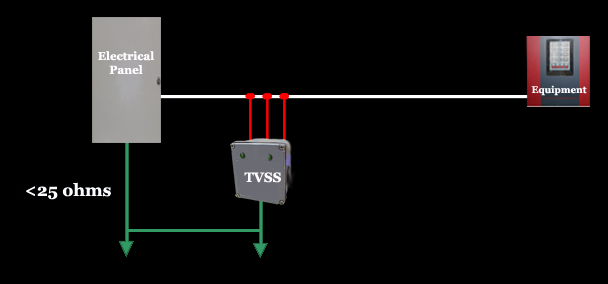 Electrical
Panel
Equipment
TVSS
<25 ohms